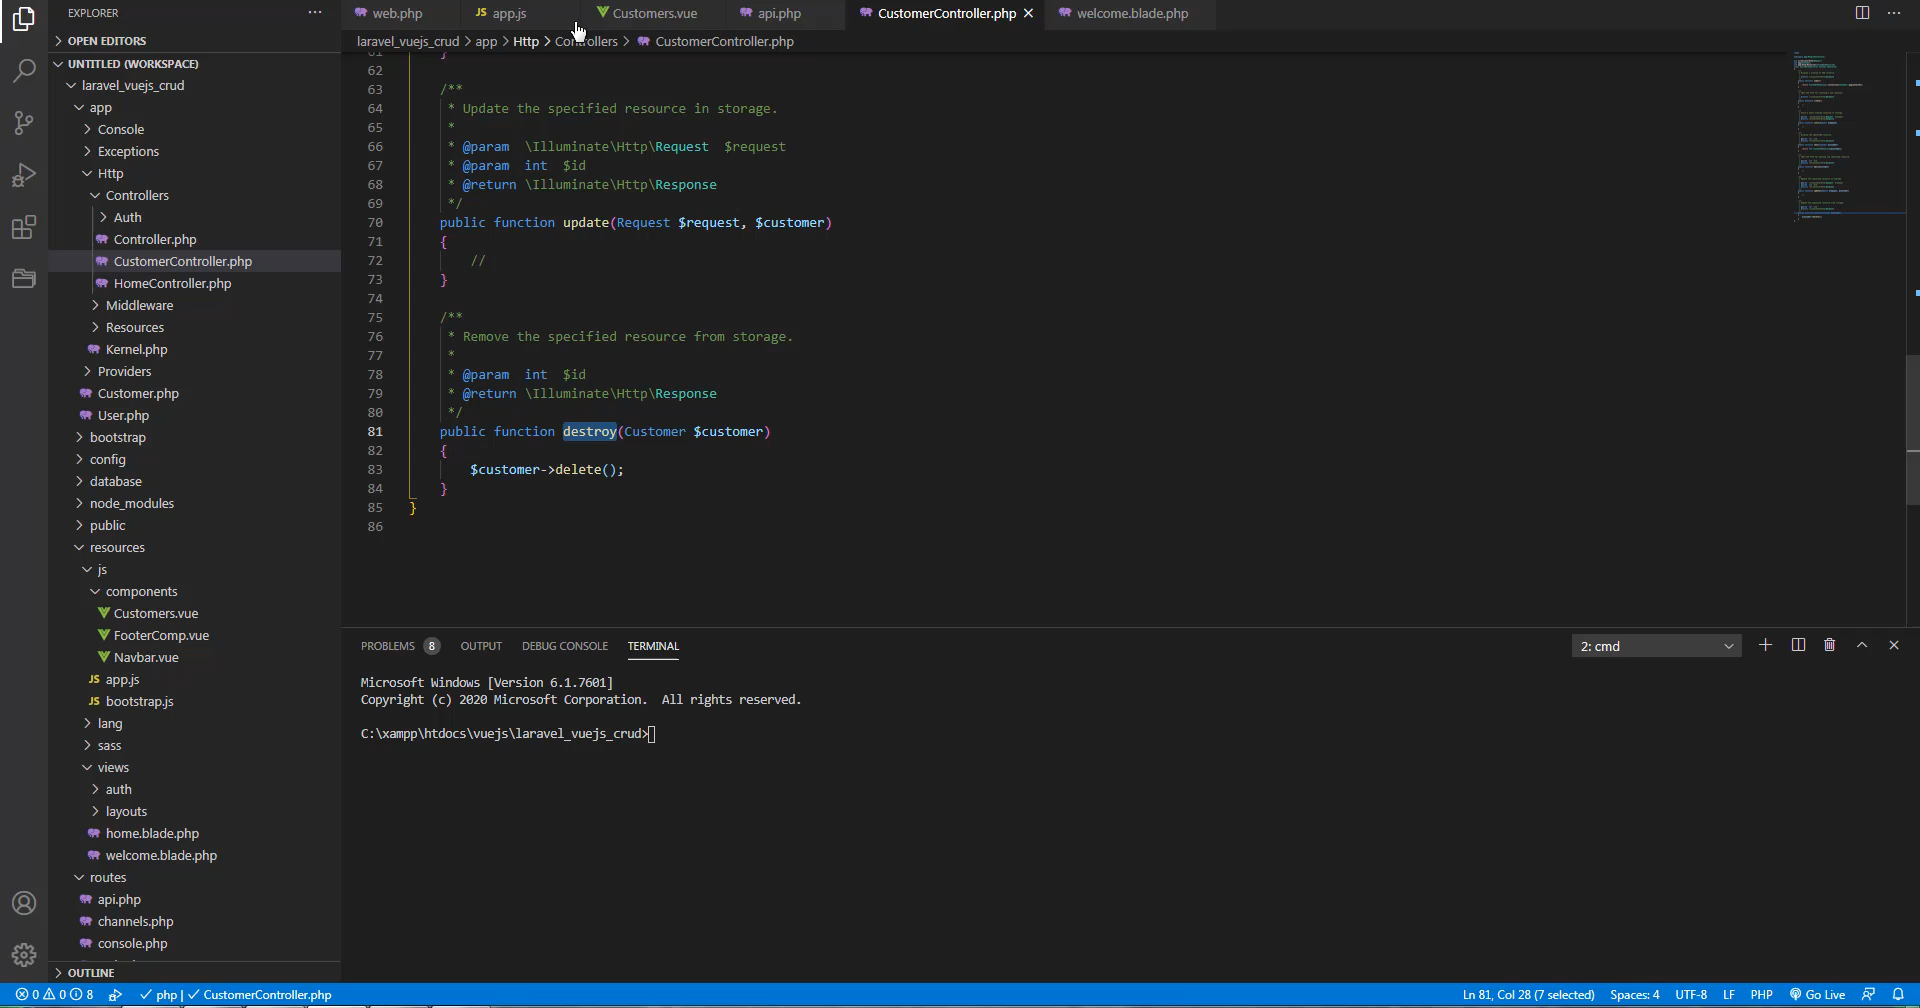 EXPLORER
OPEN EDITORS
UNTITLED (WORKSPACE)
laravel_vuejs_crud
app
Console
Exceptions
Http
Controllers
Auth
Controller.php
CustomerController.php
HomeController.php
Middleware
Resources
Kernel.php
Providers
Customer.php
User.php
bootstrap
config
database
node_modules
public
resources
js
components
Customers.vue
FooterComp.vue
Navbar.vue
JS app.js
JS bootstrap.js
lang
sass
views
auth
layouts
home.blade.php
welcome.blade.php
routes
api.php
channels.php
console.php
OUTLINE
web.php JS app.js Customers.vue api.php CustomerController.php welcome.blade.php
laravel_vuejs_crud > app > Http > Controllers > CustomerController.php
61 }
62
63 /**
64 * Update the specified resource in storage.
65 *
66 * @param \Illuminate\Http\Request $request
67 * @param int $id
68 * @return \Illuminate\Http\Response
69 */
70 public function update(Request $request, $customer)
71 {
72 //
73 }
74
75 /**
76 * Remove the specified resource from storage.
77 *
78 * @param int $id
79 * @return \Illuminate\Http\Response
80 */
81 public function destroy(Customer $customer)
82 {
83 $customer->delete();
84 }
85 }
86
PROBLEMS 8 OUTPUT DEBUG CONSOLE TERMINAL 2: cmd
Microsoft Windows [Version 6.1.7601]
Copyright (c) 2020 Microsoft Corporation. All rights reserved.
C:\xampp\htdocs\vuejs\laravel_vuejs_crud>
0 0 8 php | CustomerController.php Ln 81, Col 28 (7 selected) Spaces: 4 UTF-8 LF PHP Go Live